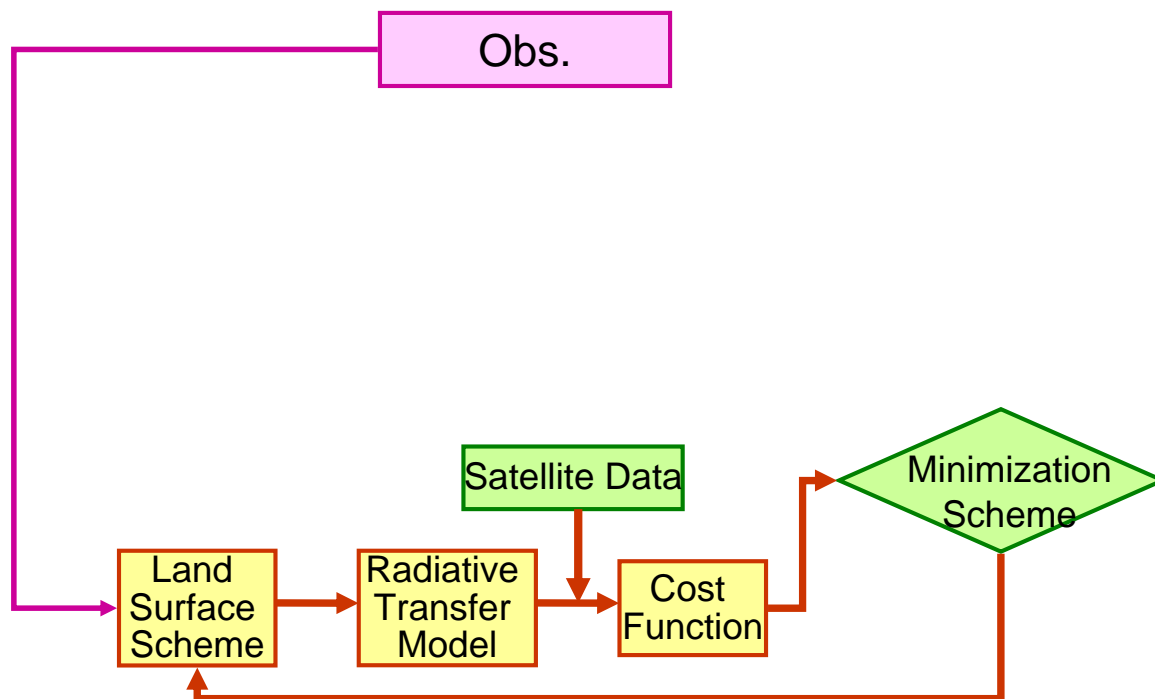 Obs.
Satellite Data
Minimization
Scheme
Land
Surface
Scheme
Radiative
Transfer
Model
Cost
Function